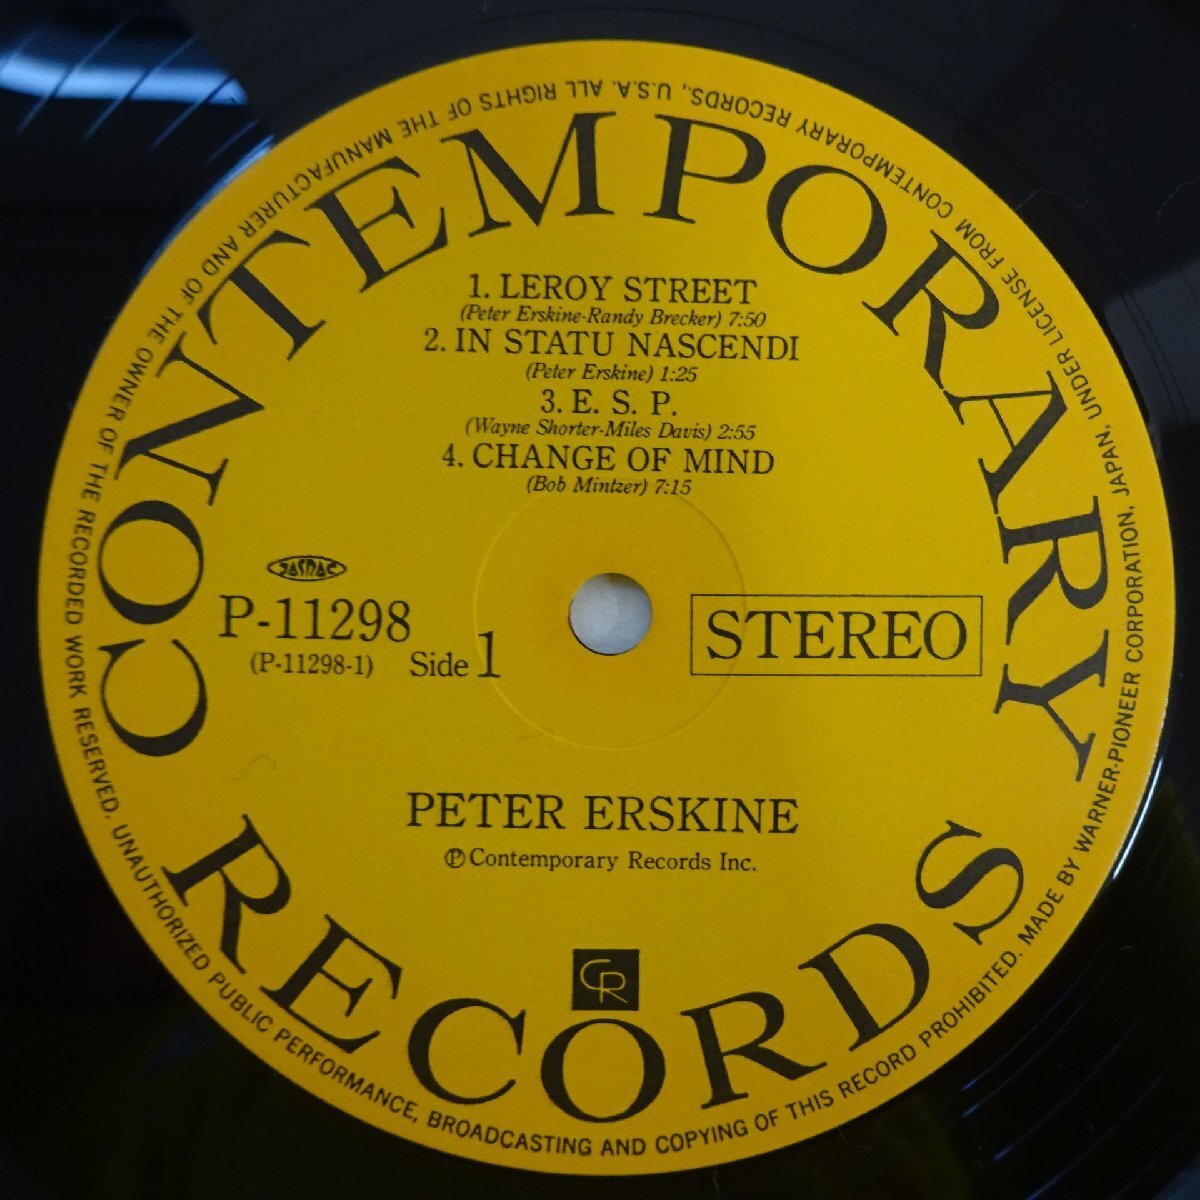 CONTEMPORARY RECORDS
1. LEROY STREET
(Peter Erskine-Randy Brecker) 7:50
2. IN STATU NASCENDI
(Peter Erskine) 1:25
3. E. S. P.
(Wayne Shorter-Miles Davis) 2:55
4. CHANGE OF MIND
(Bob Mintzer) 7:15
JASRAC
P-11298
(P-11298-1) Side 1
STEREO
PETER ERSKINE
Ⓟ Contemporary Records Inc.
CR
MADE BY WARNER-PIONEER CORPORATION, JAPAN, UNDER LICENSE FROM CONTEMPORARY RECORDS, U.S.A. ALL RIGHTS OF THE MANUFACTURER AND OF THE OWNER OF THE RECORDED WORK RESERVED. UNAUTHORIZED PUBLIC PERFORMANCE, BROADCASTING AND COPYING OF THIS RECORD PROHIBITED.